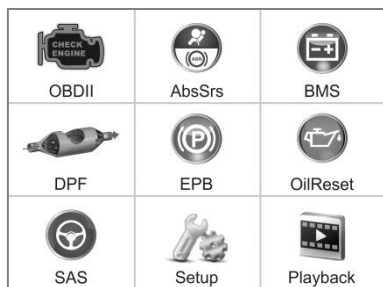 CHECK
ENGINE
OBDII
AbsSrs
BMS
DPF
EPB
OilReset
SAS
Setup
Playback